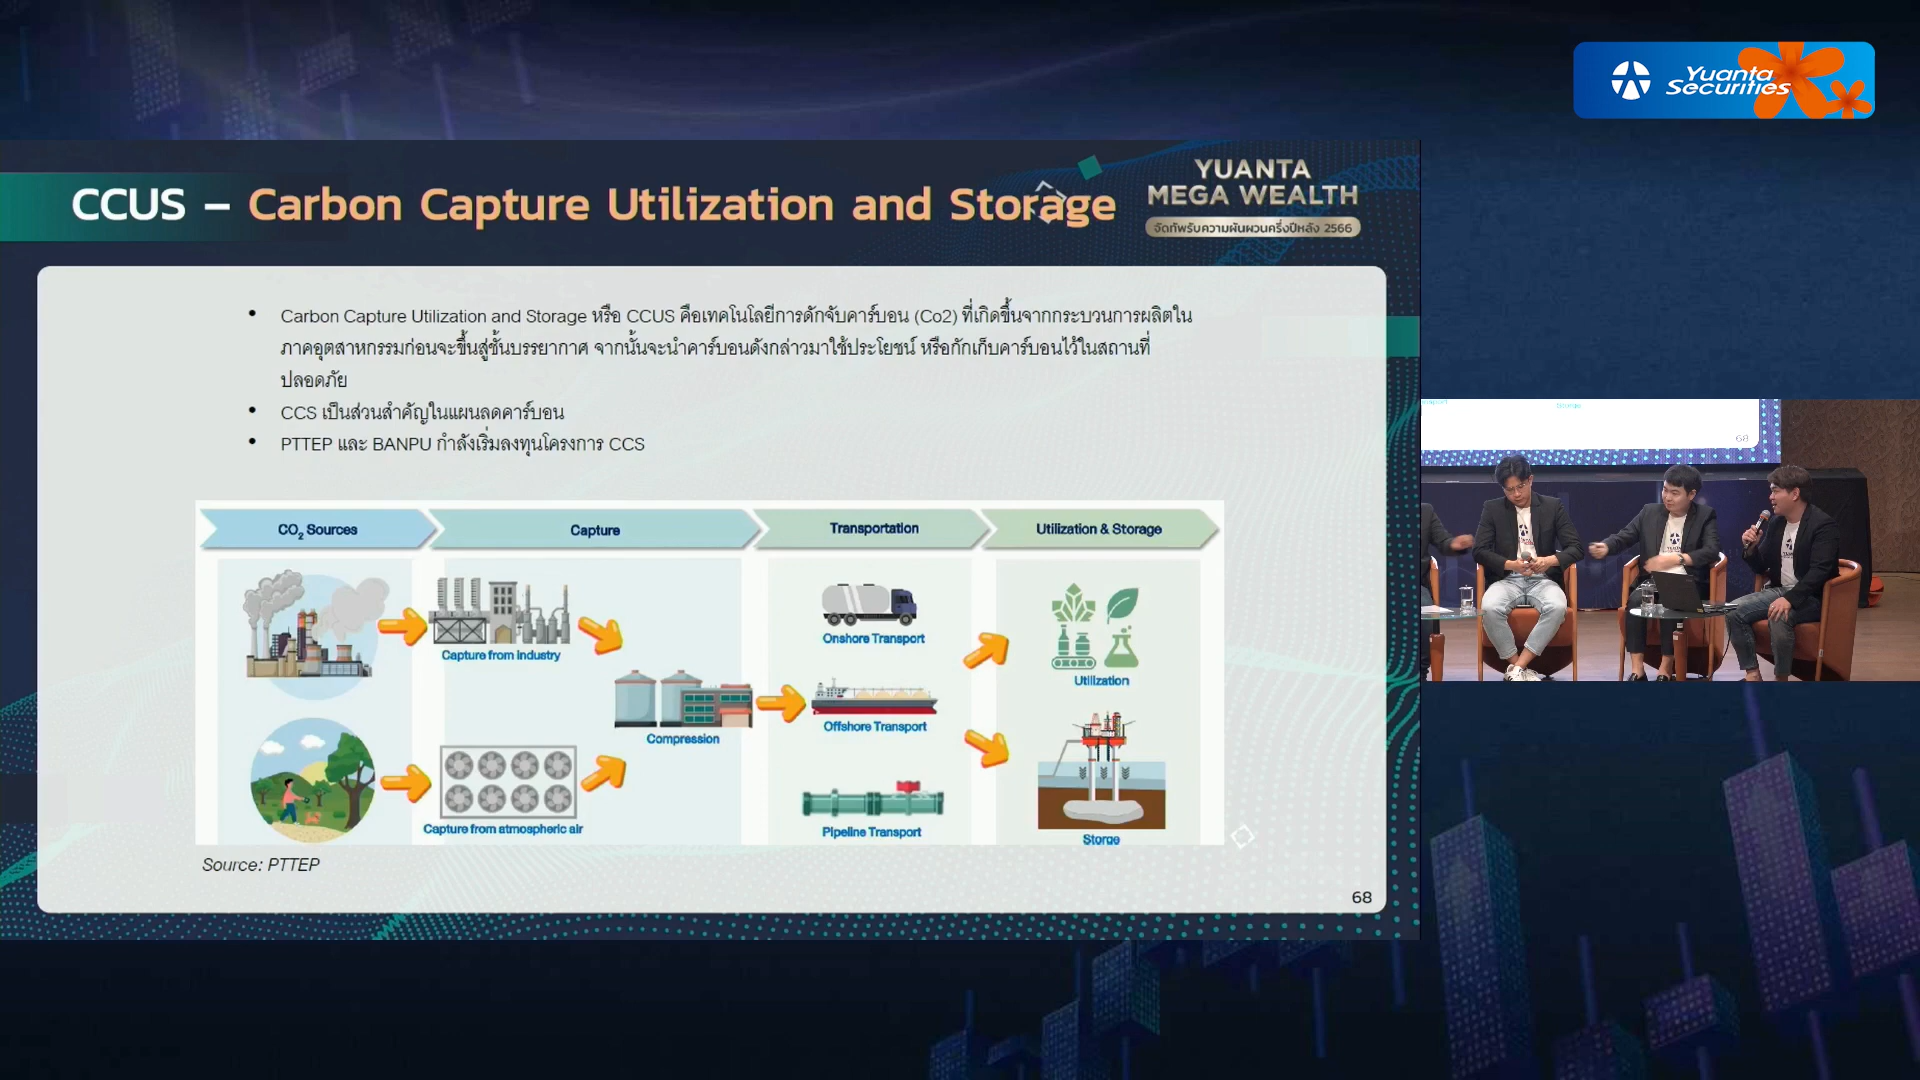 Yuanta
Securities
CCUS – Carbon Capture Utilization and Storage
YUANTA
MEGA WEALTH
จัดทัพรับความผันผวนครึ่งปีหลัง 2566
• Carbon Capture Utilization and Storage หรือ CCUS คือเทคโนโลยีการดักจับคาร์บอน (Co2) ที่เกิดขึ้นจากกระบวนการผลิตใน
ภาคอุตสาหกรรมก่อนจะขึ้นสู่ชั้นบรรยากาศ จากนั้นจะนำคาร์บอนดังกล่าวมาใช้ประโยชน์ หรือกักเก็บคาร์บอนไว้ในสถานที่
ปลอดภัย
• CCS เป็นส่วนสำคัญในแผนลดคาร์บอน
• PTTEP และ BANPU กำลังเริ่มลงทุนโครงการ CCS
CO2 Sources
Capture
Transportation
Utilization & Storage
Capture from industry
Compression
Capture from atmospheric air
Onshore Transport
Offshore Transport
Pipeline Transport
Utilization
Storge
Source: PTTEP
68
Storge
68